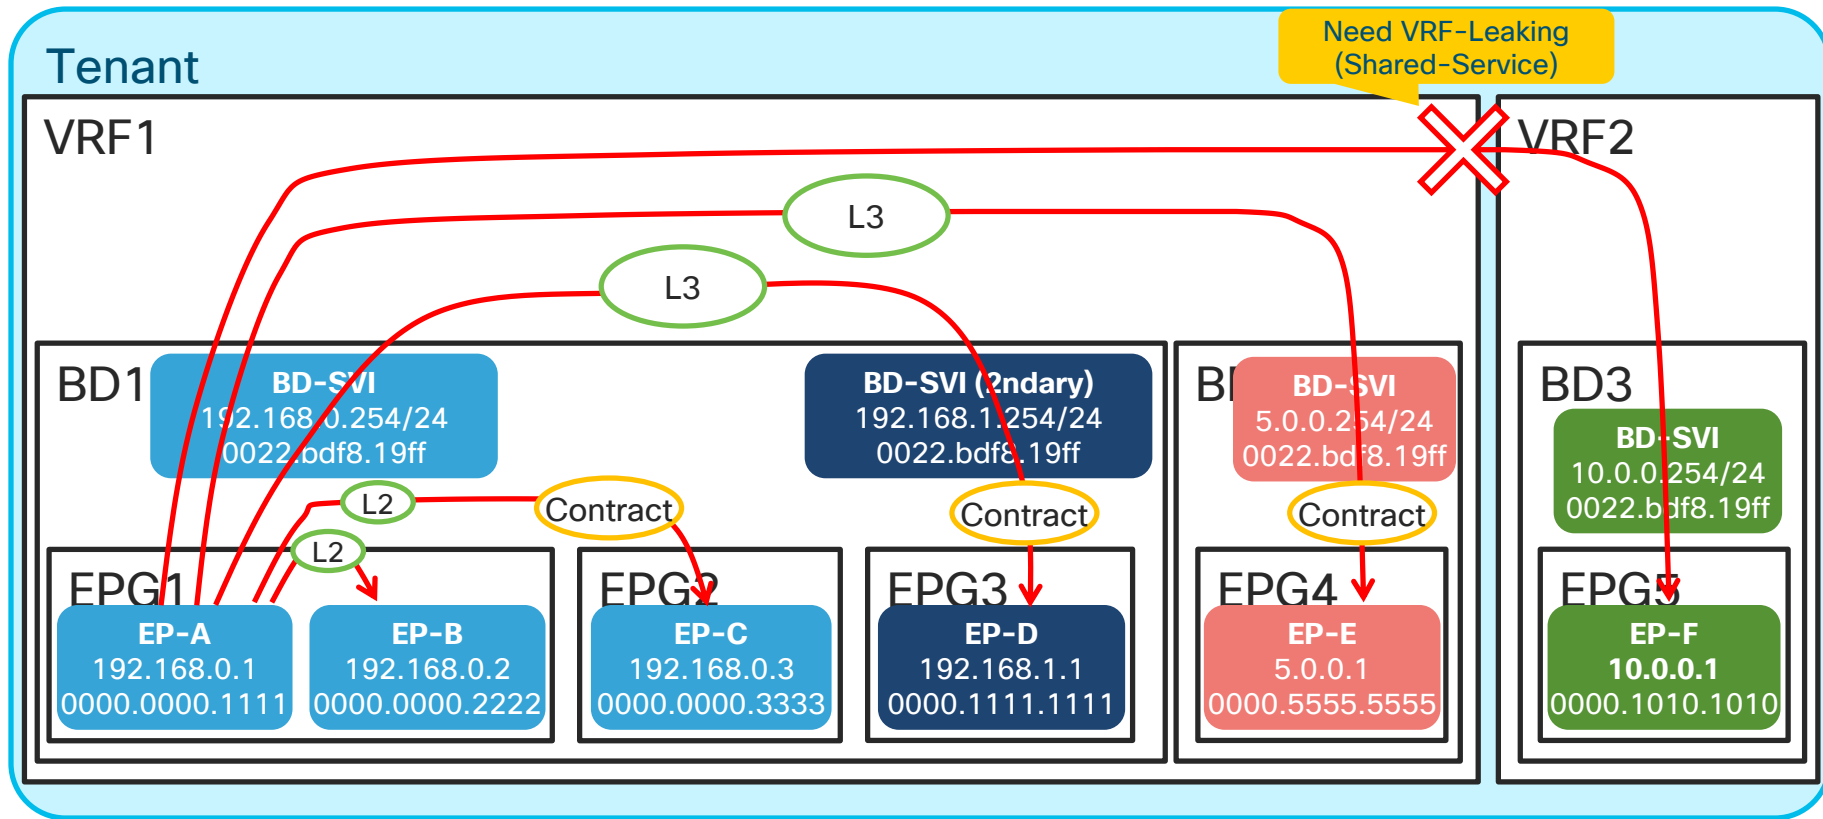 Need VRF-Leaking
(Shared-Service)
Tenant
VRF1
VRF2
L3
L3
BD1
BD-SVI
192.168.0.254/24
0022.bdf8.19ff
BD-SVI (2ndary)
192.168.1.254/24
0022.bdf8.19ff
BD-SVI
5.0.0.254/24
0022.bdf8.19ff
BD3
BD-SVI
10.0.0.254/24
0022.bdf8.19ff
L2
Contract
Contract
Contract
L2
EPG1
EPG2
EPG3
EPG4
EPG5
EP-A
192.168.0.1
0000.0000.1111
EP-B
192.168.0.2
0000.0000.2222
EP-C
192.168.0.3
0000.0000.3333
EP-D
192.168.1.1
0000.1111.1111
EP-E
5.0.0.1
0000.5555.5555
EP-F
10.0.0.1
0000.1010.1010